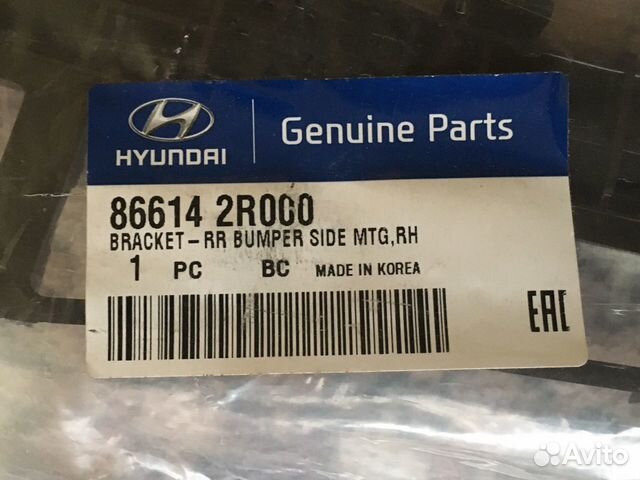 HYUNDAI
Genuine Parts
86614 2R000
BRACKET-RR BUMPER SIDE MTG,RH
1 PC BC MADE IN KOREA
EAC
Avito